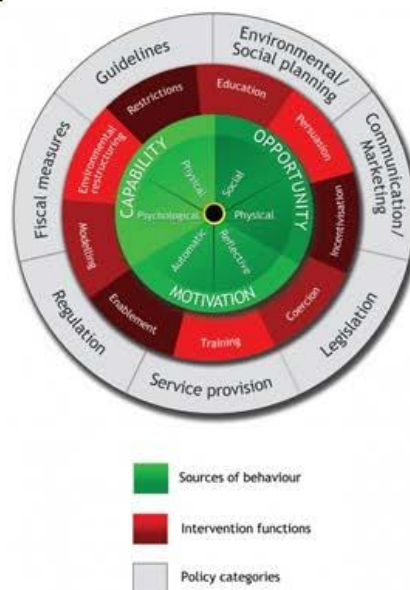 Guidelines
Environmental/
Social planning
Communication/
Marketing
Legislation
Service provision
Regulation
Fiscal measures
Restrictions
Education
Persuasion
Incentivisation
Coercion
Training
Enablement
Modelling
Environmental
restructuring
CAPABILITY
OPPORTUNITY
MOTIVATION
Physical
Social
Physical
Reflective
Automatic
Psychological
Sources of behaviour
Intervention functions
Policy categories